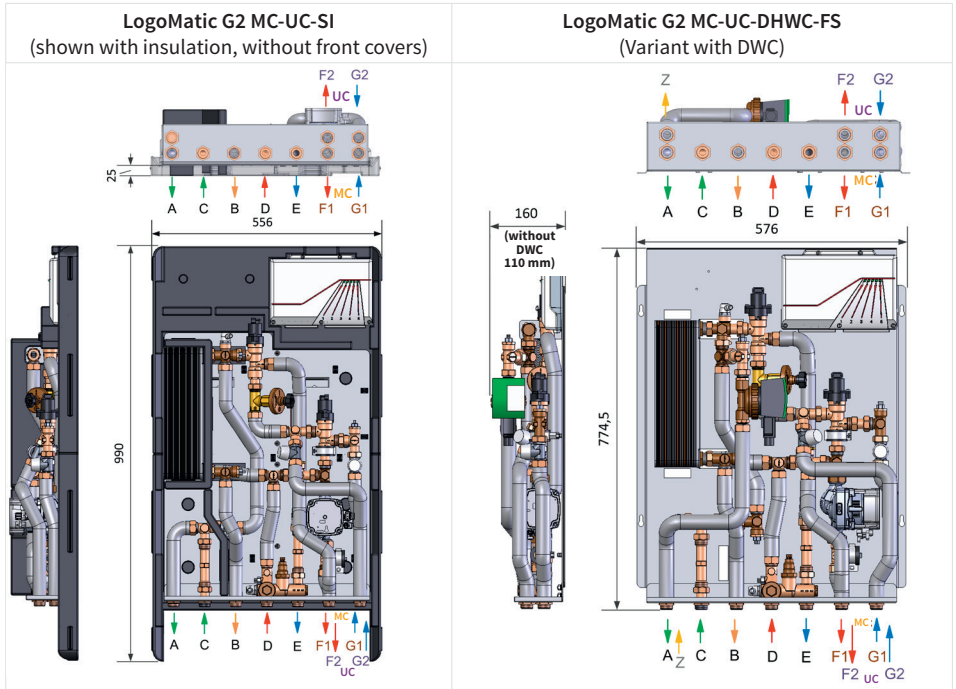 LogoMatic G2 MC-UC-SI
(shown with insulation, without front covers)
F2 G2
UC
25
A C B D E F1 MC G1
556
990
A C B D E F1 MC G1
F2 UC G2
LogoMatic G2 MC-UC-DHWC-FS
(Variant with DWC)
Z F2 G2
UC
A C B D E F1 MC G1
160
(without
DWC
110 mm)
576
774,5
A Z C B D E F1 MC G1
F2 UC G2